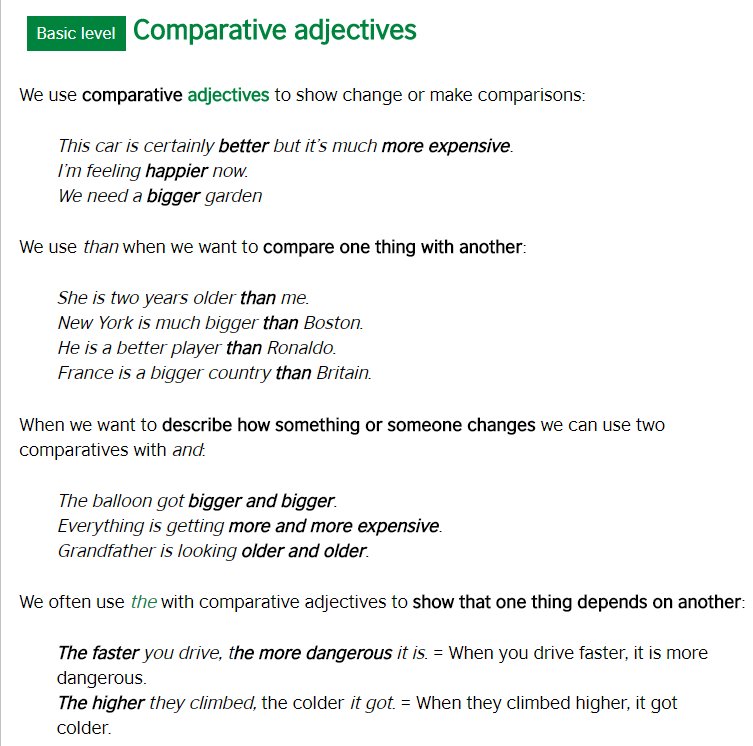 Basic level Comparative adjectives
We use comparative adjectives to show change or make comparisons:
This car is certainly better but it's much more expensive.
I'm feeling happier now.
We need a bigger garden
We use than when we want to compare one thing with another:
She is two years older than me.
New York is much bigger than Boston.
He is a better player than Ronaldo.
France is a bigger country than Britain.
When we want to describe how something or someone changes we can use two
comparatives with and:
The balloon got bigger and bigger.
Everything is getting more and more expensive.
Grandfather is looking older and older.
We often use the with comparative adjectives to show that one thing depends on another:
The faster you drive, the more dangerous it is. = When you drive faster, it is more
dangerous.
The higher they climbed, the colder it got. = When they climbed higher, it got
colder.